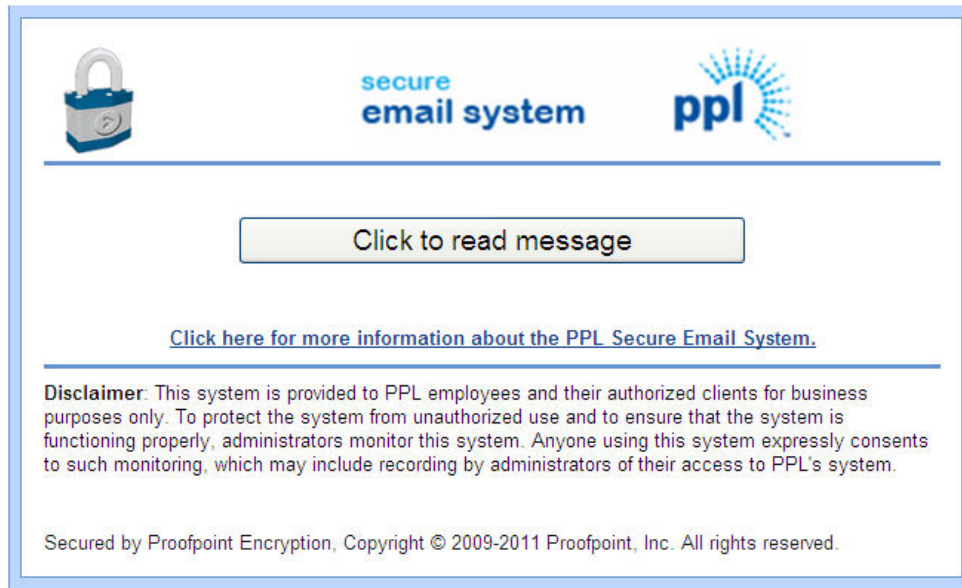 secure
email system
ppl
Click to read message
Click here for more information about the PPL Secure Email System.
Disclaimer: This system is provided to PPL employees and their authorized clients for business
purposes only. To protect the system from unauthorized use and to ensure that the system is
functioning properly, administrators monitor this system. Anyone using this system expressly consents
to such monitoring, which may include recording by administrators of their access to PPL's system.
Secured by Proofpoint Encryption, Copyright © 2009-2011 Proofpoint, Inc. All rights reserved.